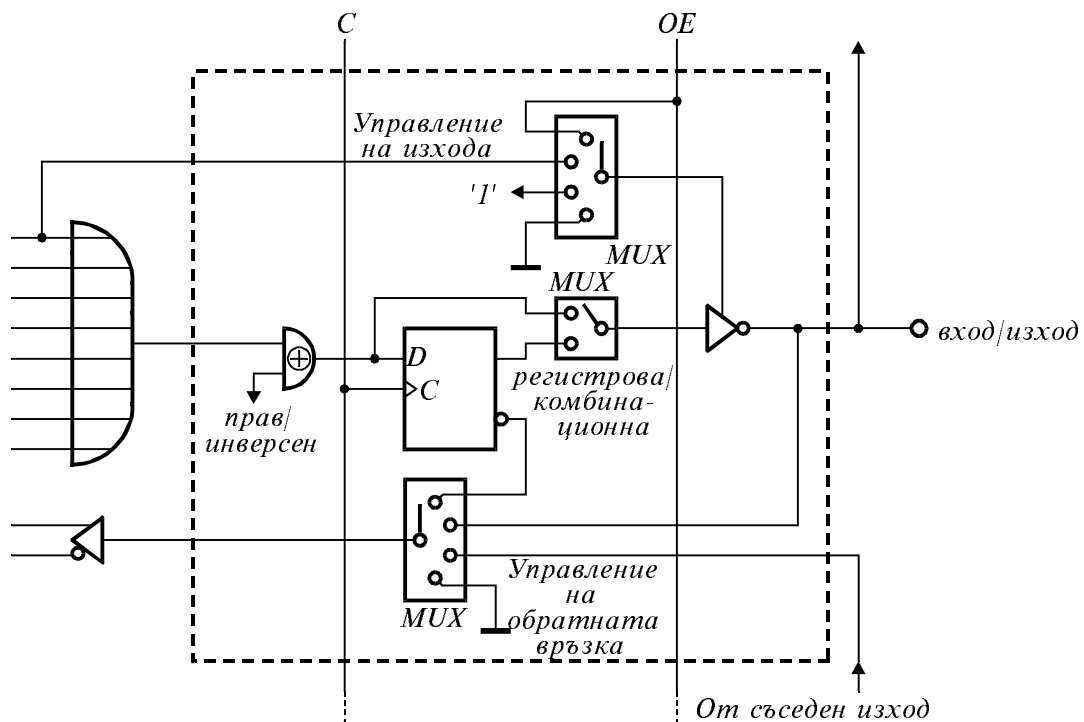 C
OE
Управление
на изхода
'1'
MUX
MUX
D
C
прав/
инверсен
регистрова/
комбина-
ционна
вход/изход
MUX
Управление
на
обратната
връзка
От съседен изход